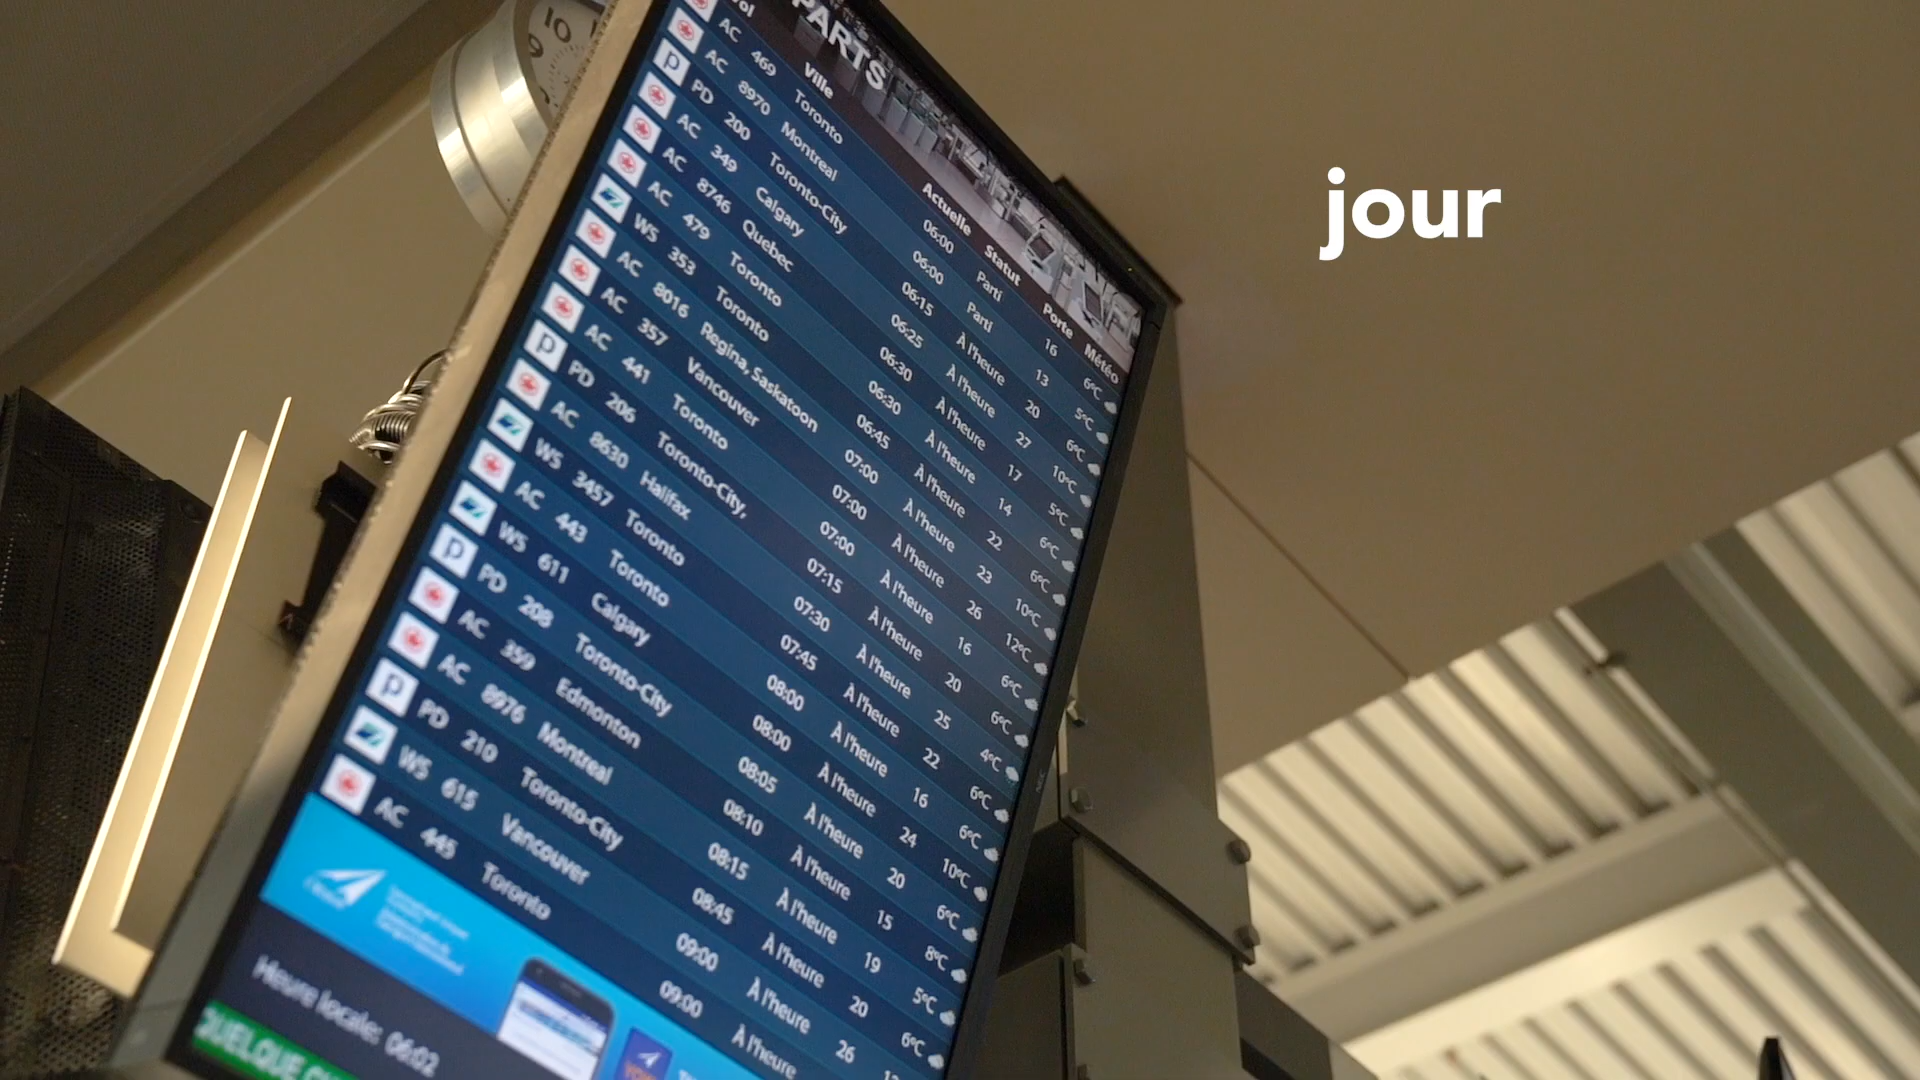 jour
PARTS
Ville Actuelle Statut Porte Météo
AC 469 Toronto 06:00 Parti 16 6°C
AC 8970 Montreal 06:00 Parti 13 5°C
PD 200 Toronto-City 06:15 À l'heure 20 6°C
AC 349 Calgary 06:25 À l'heure 27 10°C
AC 8746 Quebec 06:30 À l'heure 17 5°C
AC 479 Toronto 06:30 À l'heure 14 6°C
WS 353 Toronto 06:45 À l'heure 22 6°C
AC 8016 Regina, Saskatoon 07:00 À l'heure 23 10°C
AC 357 Vancouver 07:00 À l'heure 26 12°C
AC 441 Toronto 07:00 À l'heure 16 6°C
PD 206 Toronto-City, 07:15 À l'heure 20 6°C
AC 8630 Halifax 07:30 À l'heure 25 4°C
WS 3457 Toronto 07:45 À l'heure 22 6°C
AC 443 Toronto 08:00 À l'heure 16 6°C
WS 611 Calgary 08:00 À l'heure 24 10°C
PD 208 Toronto-City 08:05 À l'heure 20 6°C
AC 359 Edmonton 08:10 À l'heure 15 8°C
AC 8976 Montreal 08:15 À l'heure 19 5°C
PD 210 Toronto-City 08:45 À l'heure 20 6°C
WS 615 Vancouver 09:00 À l'heure 26
AC 445 Toronto 09:00 À l'heure
Heure locale: 06:02
QUELQUE